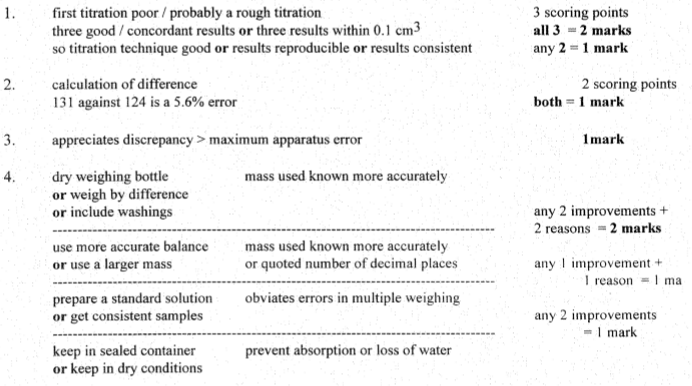 1. first titration poor / probably a rough titration 3 scoring points
three good / concordant results or three results within 0.1 cm3 all 3 = 2 marks
so titration technique good or results reproducible or results consistent any 2 = 1 mark
2. calculation of difference 2 scoring points
131 against 124 is a 5.6% error both = 1 mark
3. appreciates discrepancy > maximum apparatus error 1mark
4. dry weighing bottle mass used known more accurately
or weigh by difference
or include washings any 2 improvements +
2 reasons = 2 marks
use more accurate balance mass used known more accurately
or use a larger mass or quoted number of decimal places any 1 improvement +
1 reason = 1 ma
prepare a standard solution obviates errors in multiple weighing
or get consistent samples any 2 improvements
= 1 mark
keep in sealed container prevent absorption or loss of water
or keep in dry conditions